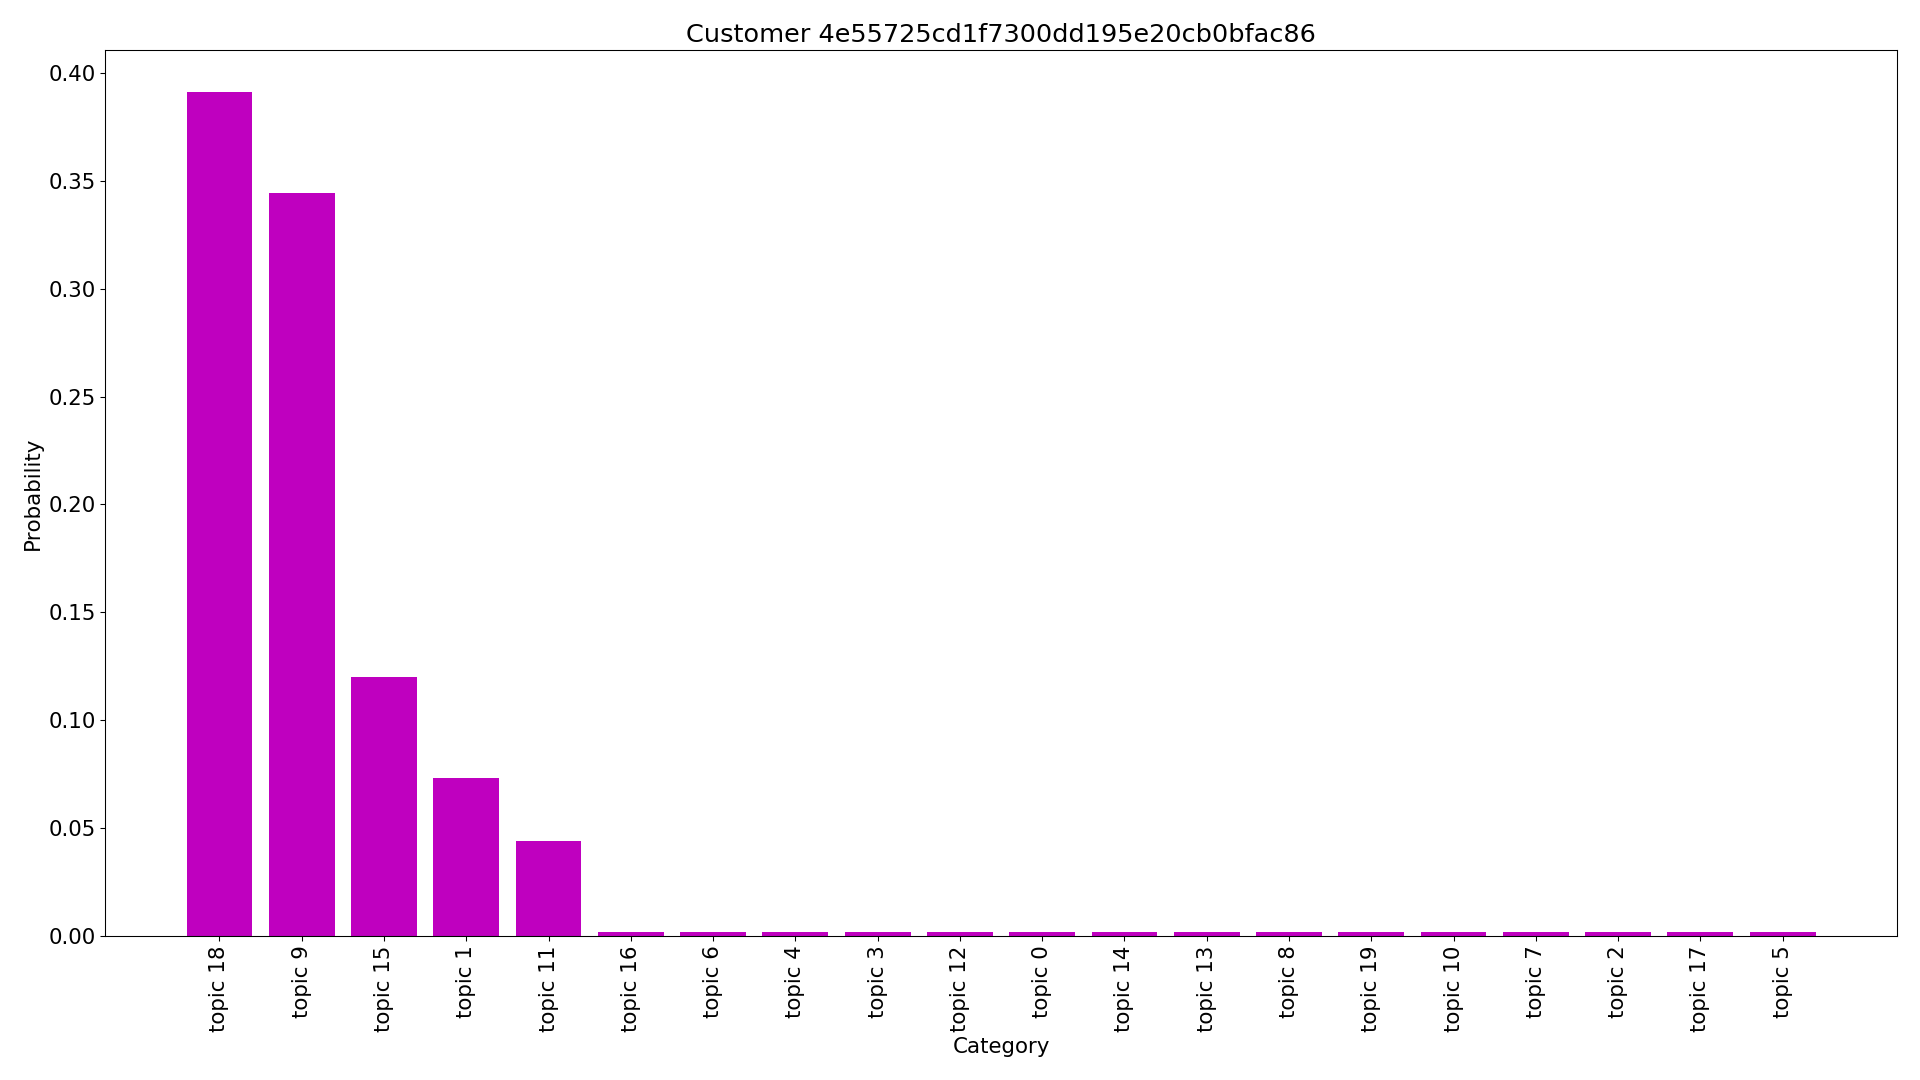 Customer 4e55725cd1f7300dd195e20cb0bfac86
0.40
0.35
0.30
0.25
0.20
0.15
0.10
0.05
0.00
Probability
topic 18
topic 9
topic 15
topic 1
topic 11
topic 16
topic 6
topic 4
topic 3
topic 12
topic 0
topic 14
topic 13
topic 8
topic 19
topic 10
topic 7
topic 2
topic 17
topic 5
Category